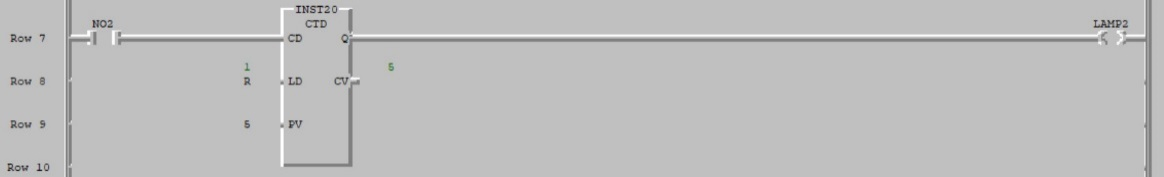 INST20
NO2 CTD LAMP2
Row 7 CD Q
1 5
Row 8 R LD CV
Row 9 5 PV
Row 10